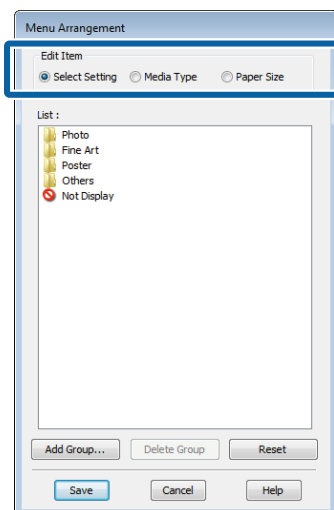 Menu Arrangement
Edit Item
Select Setting Media Type Paper Size
List :
Photo
Fine Art
Poster
Others
Not Display
Add Group... Delete Group Reset
Save Cancel Help